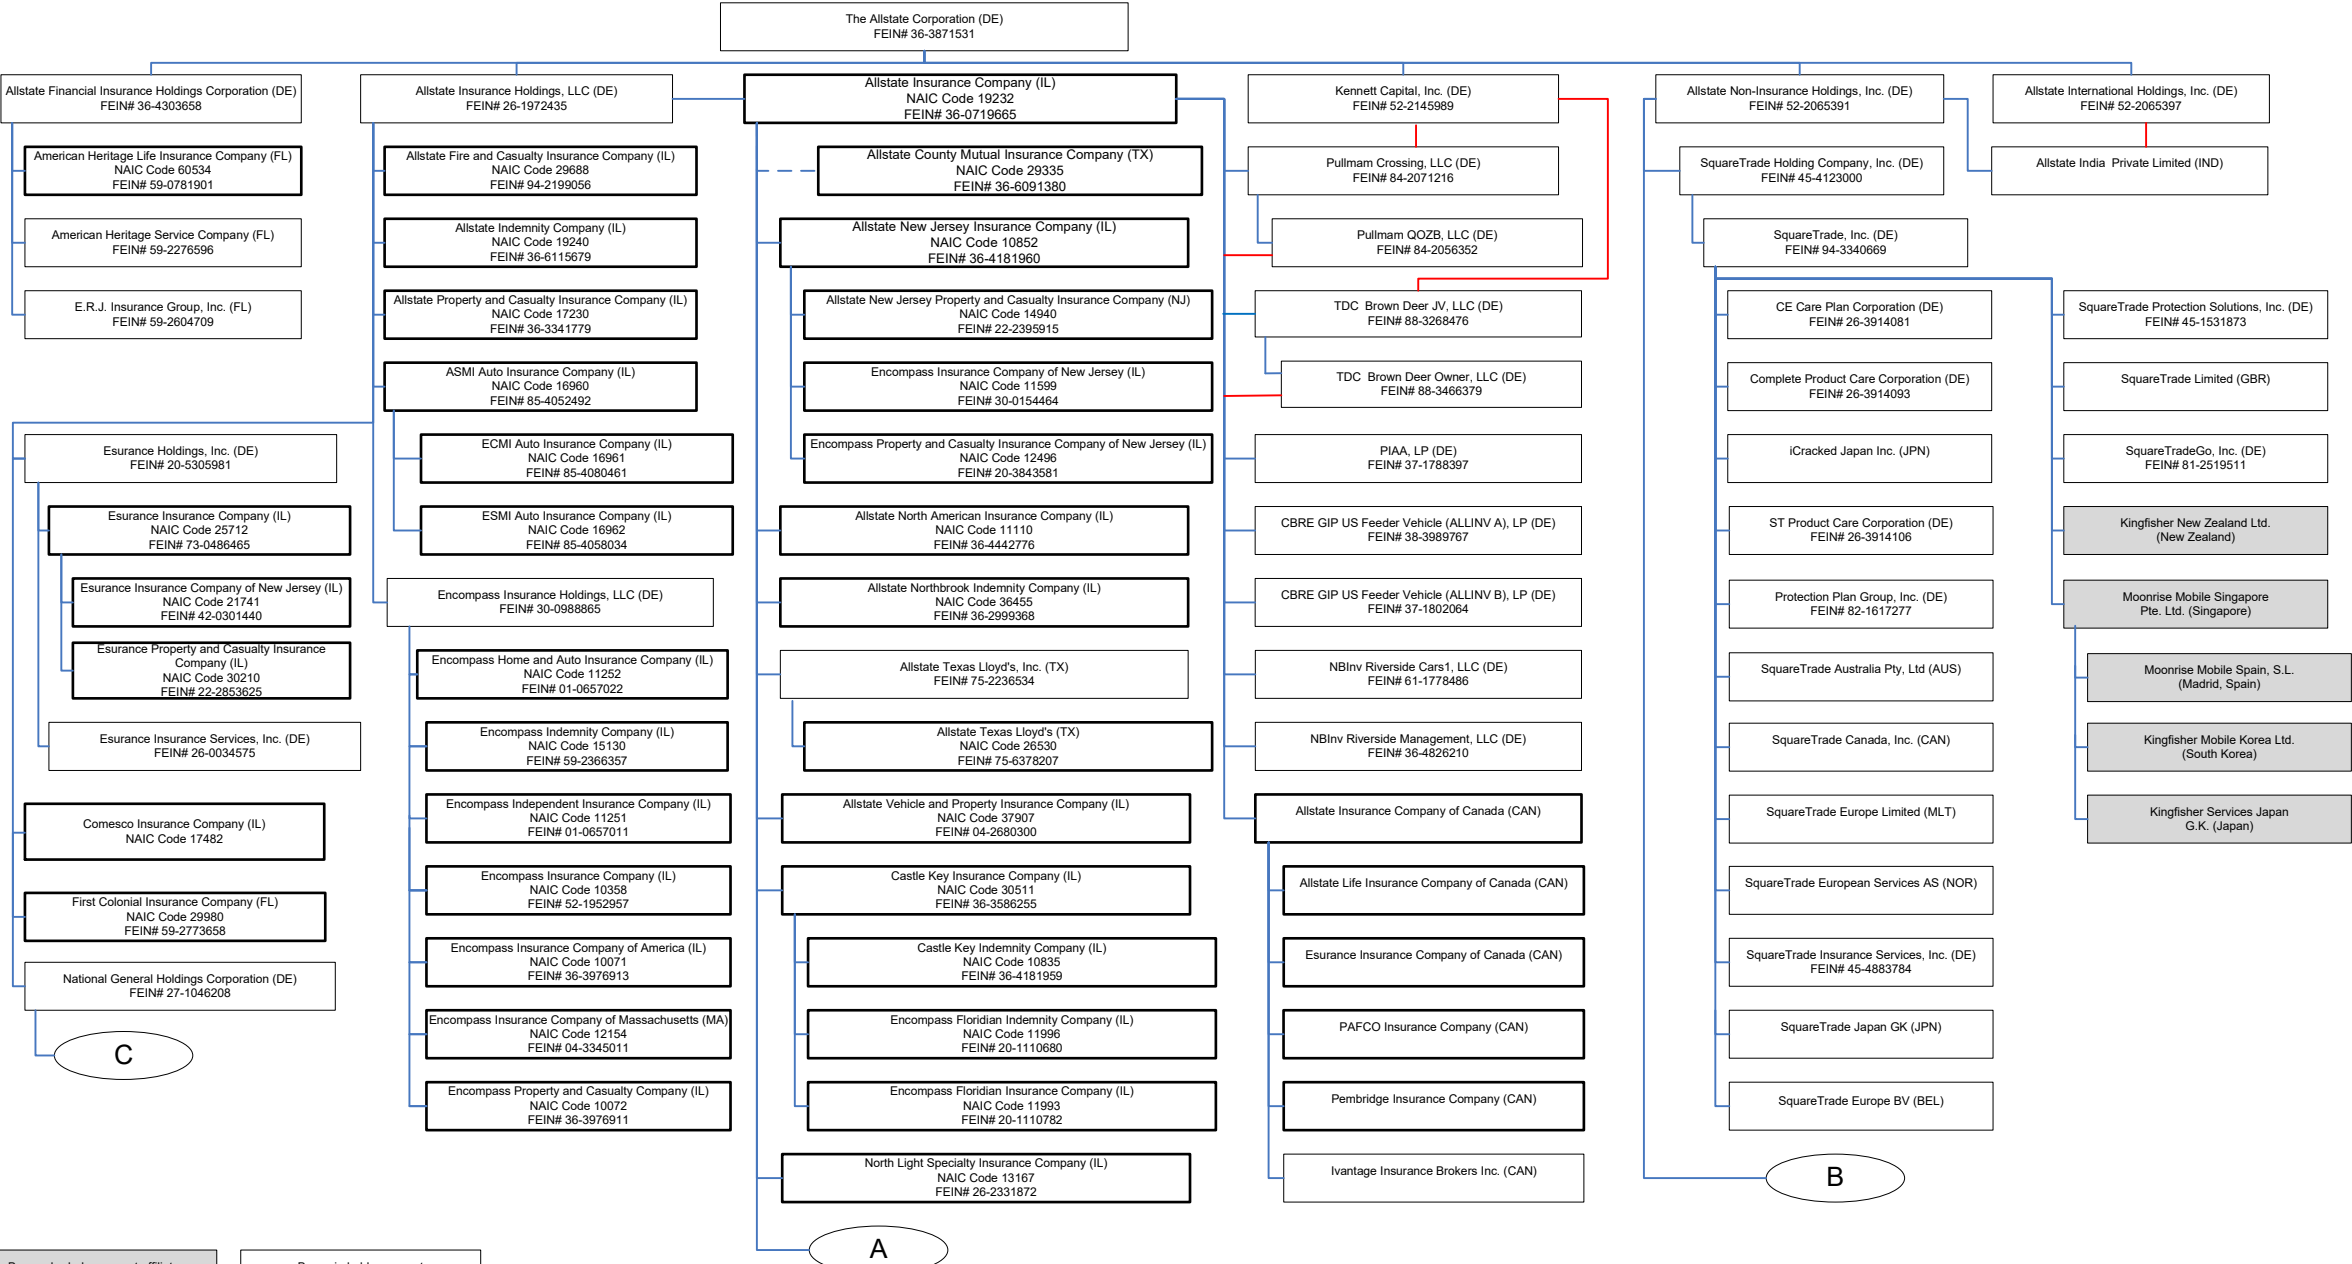 The Allstate Corporation (DE)
FEIN# 36-3871531
Allstate Financial Insurance Holdings Corporation (DE)
FEIN# 36-4303658
American Heritage Life Insurance Company (FL)
NAIC Code 60534
FEIN# 59-0781901
American Heritage Service Company (FL)
FEIN# 59-2276596
E.R.J. Insurance Group, Inc. (FL)
FEIN# 59-2604709
Allstate Insurance Holdings, LLC (DE)
FEIN# 26-1972435
Allstate Fire and Casualty Insurance Company (IL)
NAIC Code 29688
FEIN# 94-2199056
Allstate Indemnity Company (IL)
NAIC Code 19240
FEIN# 36-6115679
Allstate Property and Casualty Insurance Company (IL)
NAIC Code 17230
FEIN# 36-3341779
ASMI Auto Insurance Company (IL)
NAIC Code 16960
FEIN# 85-4052492
ECMI Auto Insurance Company (IL)
NAIC Code 16961
FEIN# 85-4080461
ESMI Auto Insurance Company (IL)
NAIC Code 16962
FEIN# 85-4058034
Esurance Holdings, Inc. (DE)
FEIN# 20-5305981
Esurance Insurance Company (IL)
NAIC Code 25712
FEIN# 73-0486465
Esurance Insurance Company of New Jersey (IL)
NAIC Code 21741
FEIN# 42-0301440
Esurance Property and Casualty Insurance
Company (IL)
NAIC Code 30210
FEIN# 22-2853625
Esurance Insurance Services, Inc. (DE)
FEIN# 26-0034575
Comesco Insurance Company (IL)
NAIC Code 17482
First Colonial Insurance Company (FL)
NAIC Code 29980
FEIN# 59-2773658
National General Holdings Corporation (DE)
FEIN# 27-1046208
C
Encompass Insurance Holdings, LLC (DE)
FEIN# 30-0988865
Encompass Home and Auto Insurance Company (IL)
NAIC Code 11252
FEIN# 01-0657022
Encompass Indemnity Company (IL)
NAIC Code 15130
FEIN# 59-2366357
Encompass Independent Insurance Company (IL)
NAIC Code 11251
FEIN# 01-0657011
Encompass Insurance Company (IL)
NAIC Code 10358
FEIN# 52-1952957
Encompass Insurance Company of America (IL)
NAIC Code 10071
FEIN# 36-3976913
Encompass Insurance Company of Massachusetts (MA)
NAIC Code 12154
FEIN# 04-3345011
Encompass Property and Casualty Company (IL)
NAIC Code 10072
FEIN# 36-3976911
Allstate Insurance Company (IL)
NAIC Code 19232
FEIN# 36-0719665
Allstate County Mutual Insurance Company (TX)
NAIC Code 29335
FEIN# 36-6091380
Allstate New Jersey Insurance Company (IL)
NAIC Code 10852
FEIN# 36-4181960
Allstate New Jersey Property and Casualty Insurance Company (NJ)
NAIC Code 14940
FEIN# 22-2395915
Encompass Insurance Company of New Jersey (IL)
NAIC Code 11599
FEIN# 30-0154464
Encompass Property and Casualty Insurance Company of New Jersey (IL)
NAIC Code 12496
FEIN# 20-3843581
Allstate North American Insurance Company (IL)
NAIC Code 11110
FEIN# 36-4442776
Allstate Northbrook Indemnity Company (IL)
NAIC Code 36455
FEIN# 36-2999368
Allstate Texas Lloyd's, Inc. (TX)
FEIN# 75-2236534
Allstate Texas Lloyd's (TX)
NAIC Code 26530
FEIN# 75-6378207
Allstate Vehicle and Property Insurance Company (IL)
NAIC Code 37907
FEIN# 04-2680300
Castle Key Insurance Company (IL)
NAIC Code 30511
FEIN# 36-3586255
Castle Key Indemnity Company (IL)
NAIC Code 10835
FEIN# 36-4181959
Encompass Floridian Indemnity Company (IL)
NAIC Code 11996
FEIN# 20-1110680
Encompass Floridian Insurance Company (IL)
NAIC Code 11993
FEIN# 20-1110782
North Light Specialty Insurance Company (IL)
NAIC Code 13167
FEIN# 26-2331872
A
Kennett Capital, Inc. (DE)
FEIN# 52-2145989
Pullmam Crossing, LLC (DE)
FEIN# 84-2071216
Pullmam QOZB, LLC (DE)
FEIN# 84-2056352
TDC Brown Deer JV, LLC (DE)
FEIN# 88-3268476
TDC Brown Deer Owner, LLC (DE)
FEIN# 88-3466379
PIAA, LP (DE)
FEIN# 37-1788397
CBRE GIP US Feeder Vehicle (ALLINV A), LP (DE)
FEIN# 38-3989767
CBRE GIP US Feeder Vehicle (ALLINV B), LP (DE)
FEIN# 37-1802064
NBInv Riverside Cars1, LLC (DE)
FEIN# 61-1778486
NBInv Riverside Management, LLC (DE)
FEIN# 36-4826210
Allstate Insurance Company of Canada (CAN)
Allstate Life Insurance Company of Canada (CAN)
Esurance Insurance Company of Canada (CAN)
PAFCO Insurance Company (CAN)
Pembridge Insurance Company (CAN)
Ivantage Insurance Brokers Inc. (CAN)
Allstate Non-Insurance Holdings, Inc. (DE)
FEIN# 52-2065391
SquareTrade Holding Company, Inc. (DE)
FEIN# 45-4123000
SquareTrade, Inc. (DE)
FEIN# 94-3340669
CE Care Plan Corporation (DE)
FEIN# 26-3914081
Complete Product Care Corporation (DE)
FEIN# 26-3914093
iCracked Japan Inc. (JPN)
ST Product Care Corporation (DE)
FEIN# 26-3914106
Protection Plan Group, Inc. (DE)
FEIN# 82-1617277
SquareTrade Australia Pty, Ltd (AUS)
SquareTrade Canada, Inc. (CAN)
SquareTrade Europe Limited (MLT)
SquareTrade European Services AS (NOR)
SquareTrade Insurance Services, Inc. (DE)
FEIN# 45-4883784
SquareTrade Japan GK (JPN)
SquareTrade Europe BV (BEL)
B
Allstate International Holdings, Inc. (DE)
FEIN# 52-2065397
Allstate India Private Limited (IND)
SquareTrade Protection Solutions, Inc. (DE)
FEIN# 45-1531873
SquareTrade Limited (GBR)
SquareTradeGo, Inc. (DE)
FEIN# 81-2519511
Kingfisher New Zealand Ltd.
(New Zealand)
Moonrise Mobile Singapore
Pte. Ltd. (Singapore)
Moonrise Mobile Spain, S.L.
(Madrid, Spain)
Kingfisher Mobile Korea Ltd.
(South Korea)
Kingfisher Services Japan
G.K. (Japan)